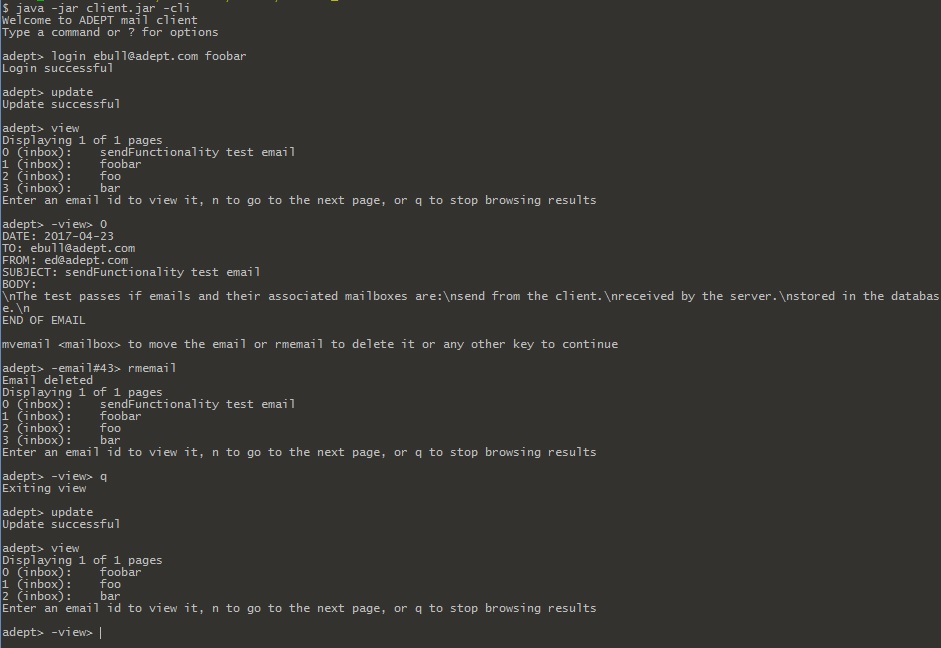 $ java -jar client.jar -cli
Welcome to ADEPT mail client
Type a command or ? for options
adept> login ebull@adept.com foobar
Login successful
adept> update
Update successful
adept> view
Displaying 1 of 1 pages
0 (inbox):    sendFunctionality test email
1 (inbox):    foobar
2 (inbox):    foo
3 (inbox):    bar
Enter an email id to view it, n to go to the next page, or q to stop browsing results
adept> -view> 0
DATE: 2017-04-23
TO: ebull@adept.com
FROM: ed@adept.com
SUBJECT: sendFunctionality test email
BODY:
\nThe test passes if emails and their associated mailboxes are:\nsend from the client.\nreceived by the server.\nstored in the databas
e.\n
END OF EMAIL
mvemail <mailbox> to move the email or rmemail to delete it or any other key to continue
adept> -email#43> rmemail
Email deleted
Displaying 1 of 1 pages
0 (inbox):    sendFunctionality test email
1 (inbox):    foobar
2 (inbox):    foo
3 (inbox):    bar
Enter an email id to view it, n to go to the next page, or q to stop browsing results
adept> -view> q
Exiting view
adept> update
Update successful
adept> view
Displaying 1 of 1 pages
0 (inbox):    foobar
1 (inbox):    foo
2 (inbox):    bar
Enter an email id to view it, n to go to the next page, or q to stop browsing results
adept> -view>